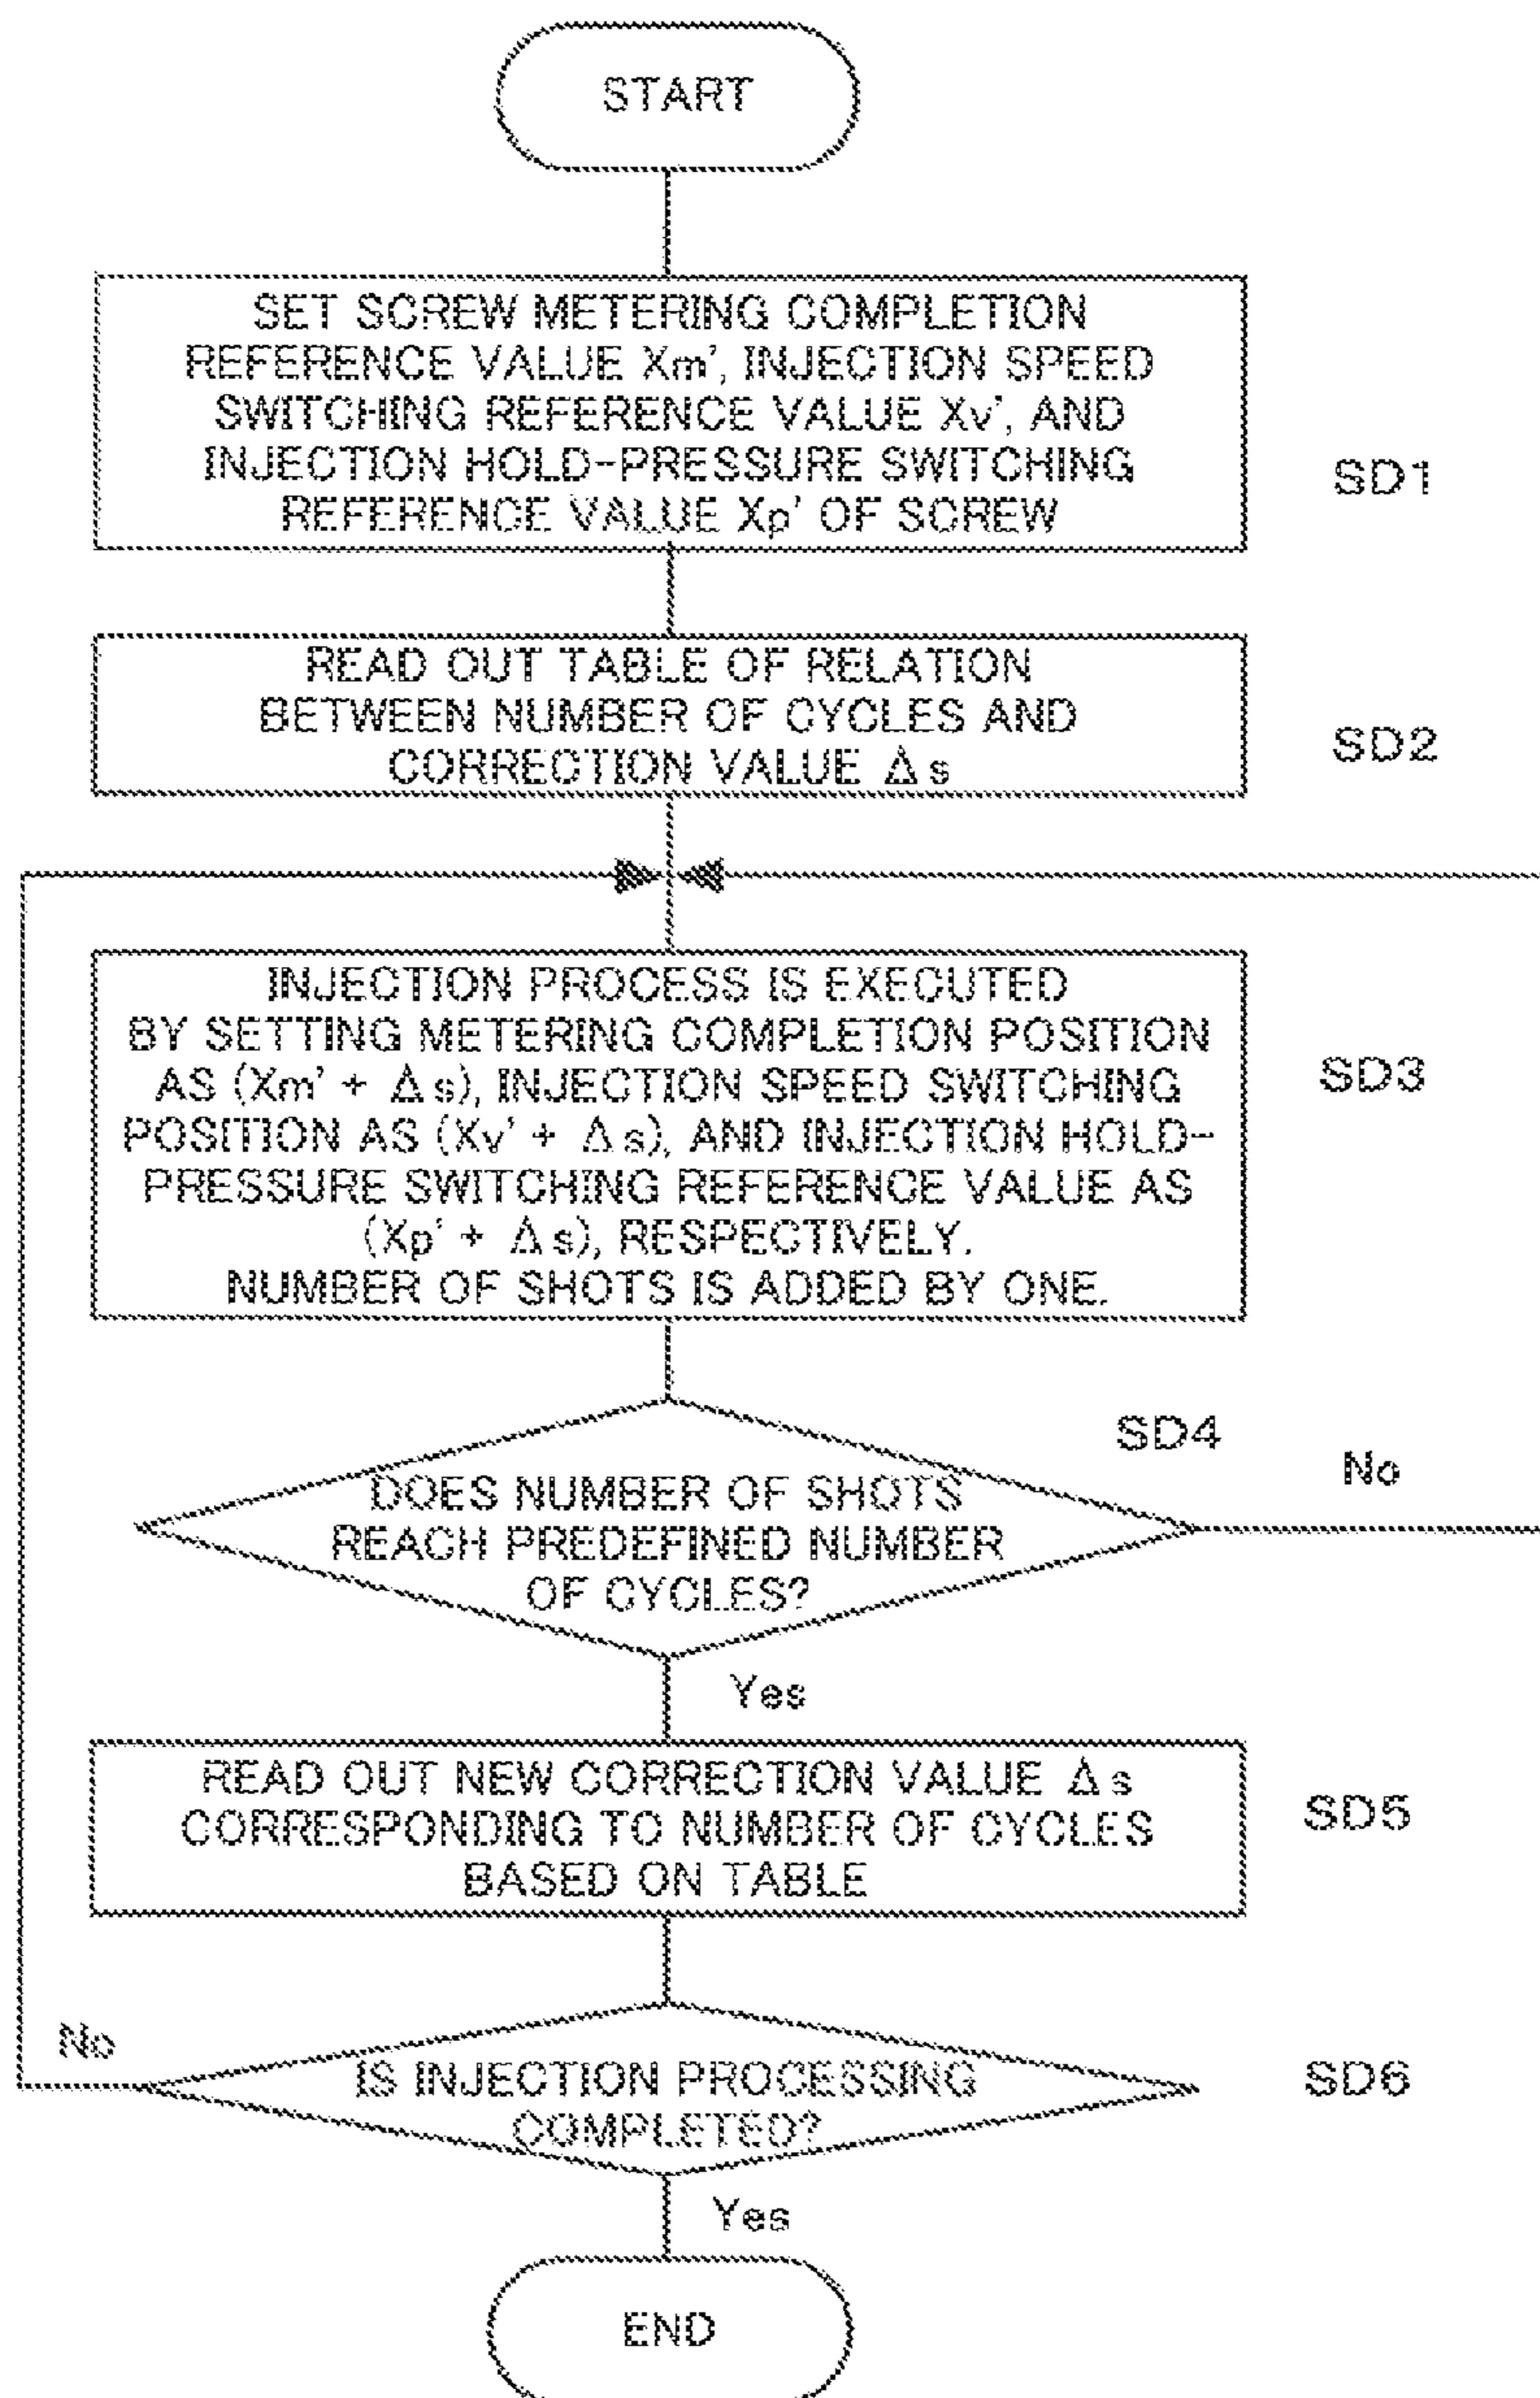 START
SET SCREW METERING COMPLETION
REFERENCE VALUE Xm', INJECTION SPEED
SWITCHING REFERENCE VALUE Xv', AND
INJECTION HOLD-PRESSURE SWITCHING
REFERENCE VALUE Xp' OF SCREW
SD1
READ OUT TABLE OF RELATION
BETWEEN NUMBER OF CYCLES AND
CORRECTION VALUE Δs
SD2
INJECTION PROCESS IS EXECUTED
BY SETTING METERING COMPLETION POSITION
AS (Xm' + Δs), INJECTION SPEED SWITCHING
POSITION AS (Xv' + Δs), AND INJECTION HOLD-
PRESSURE SWITCHING REFERENCE VALUE AS
(Xp' + Δs), RESPECTIVELY.
NUMBER OF SHOTS IS ADDED BY ONE.
SD3
SD4
No
DOES NUMBER OF SHOTS
REACH PREDEFINED NUMBER
OF CYCLES?
Yes
READ OUT NEW CORRECTION VALUE Δs
CORRESPONDING TO NUMBER OF CYCLES
BASED ON TABLE
SD5
No
IS INJECTION PROCESSING
COMPLETED?
SD6
Yes
END